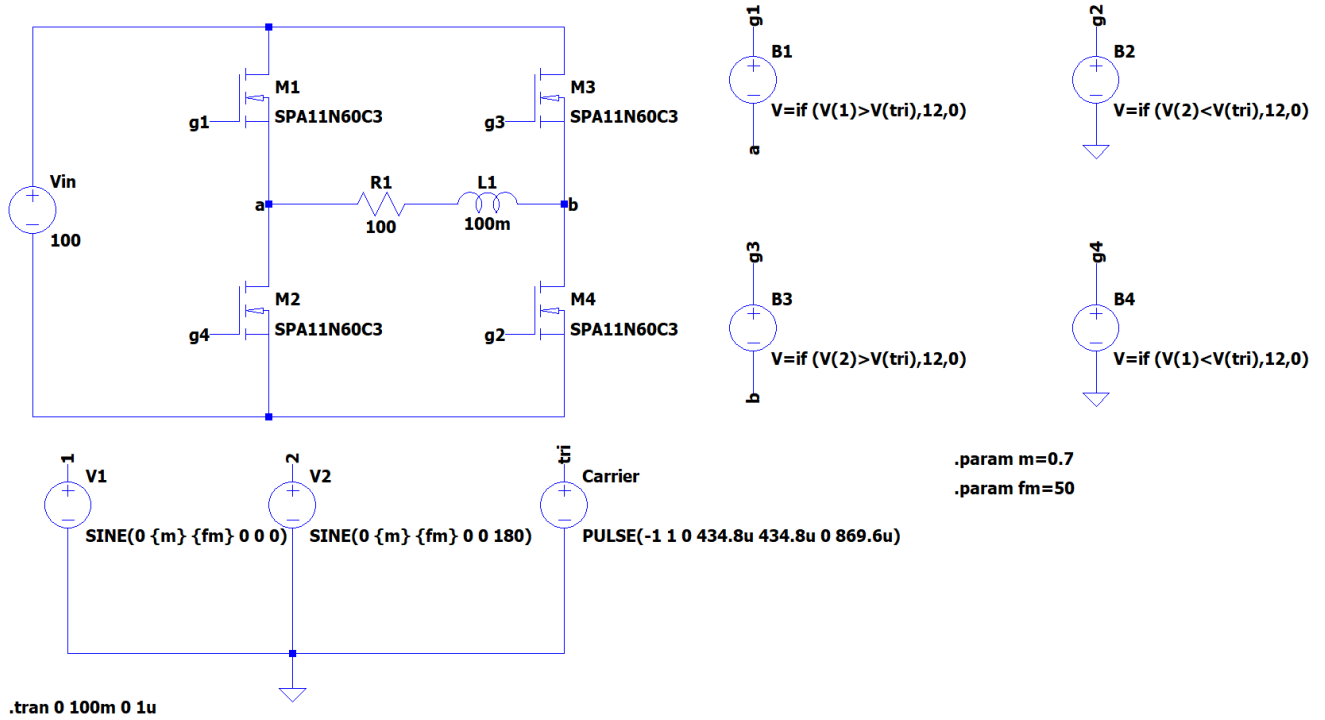 g1
g2
B1
B2
M1
M3
SPA11N60C3
SPA11N60C3
g1
g3
V=if (V(1)>V(tri),12,0)
V=if (V(2)<V(tri),12,0)
a
Vin
R1
L1
a
b
100
100m
100
g3
g4
M2
M4
B3
B4
SPA11N60C3
SPA11N60C3
g4
g2
V=if (V(2)>V(tri),12,0)
V=if (V(1)<V(tri),12,0)
b
1
2
tri
V1
V2
Carrier
.param m=0.7
.param fm=50
SINE(0 {m} {fm} 0 0 0)
SINE(0 {m} {fm} 0 0 180)
PULSE(-1 1 0 434.8u 434.8u 0 869.6u)
.tran 0 100m 0 1u